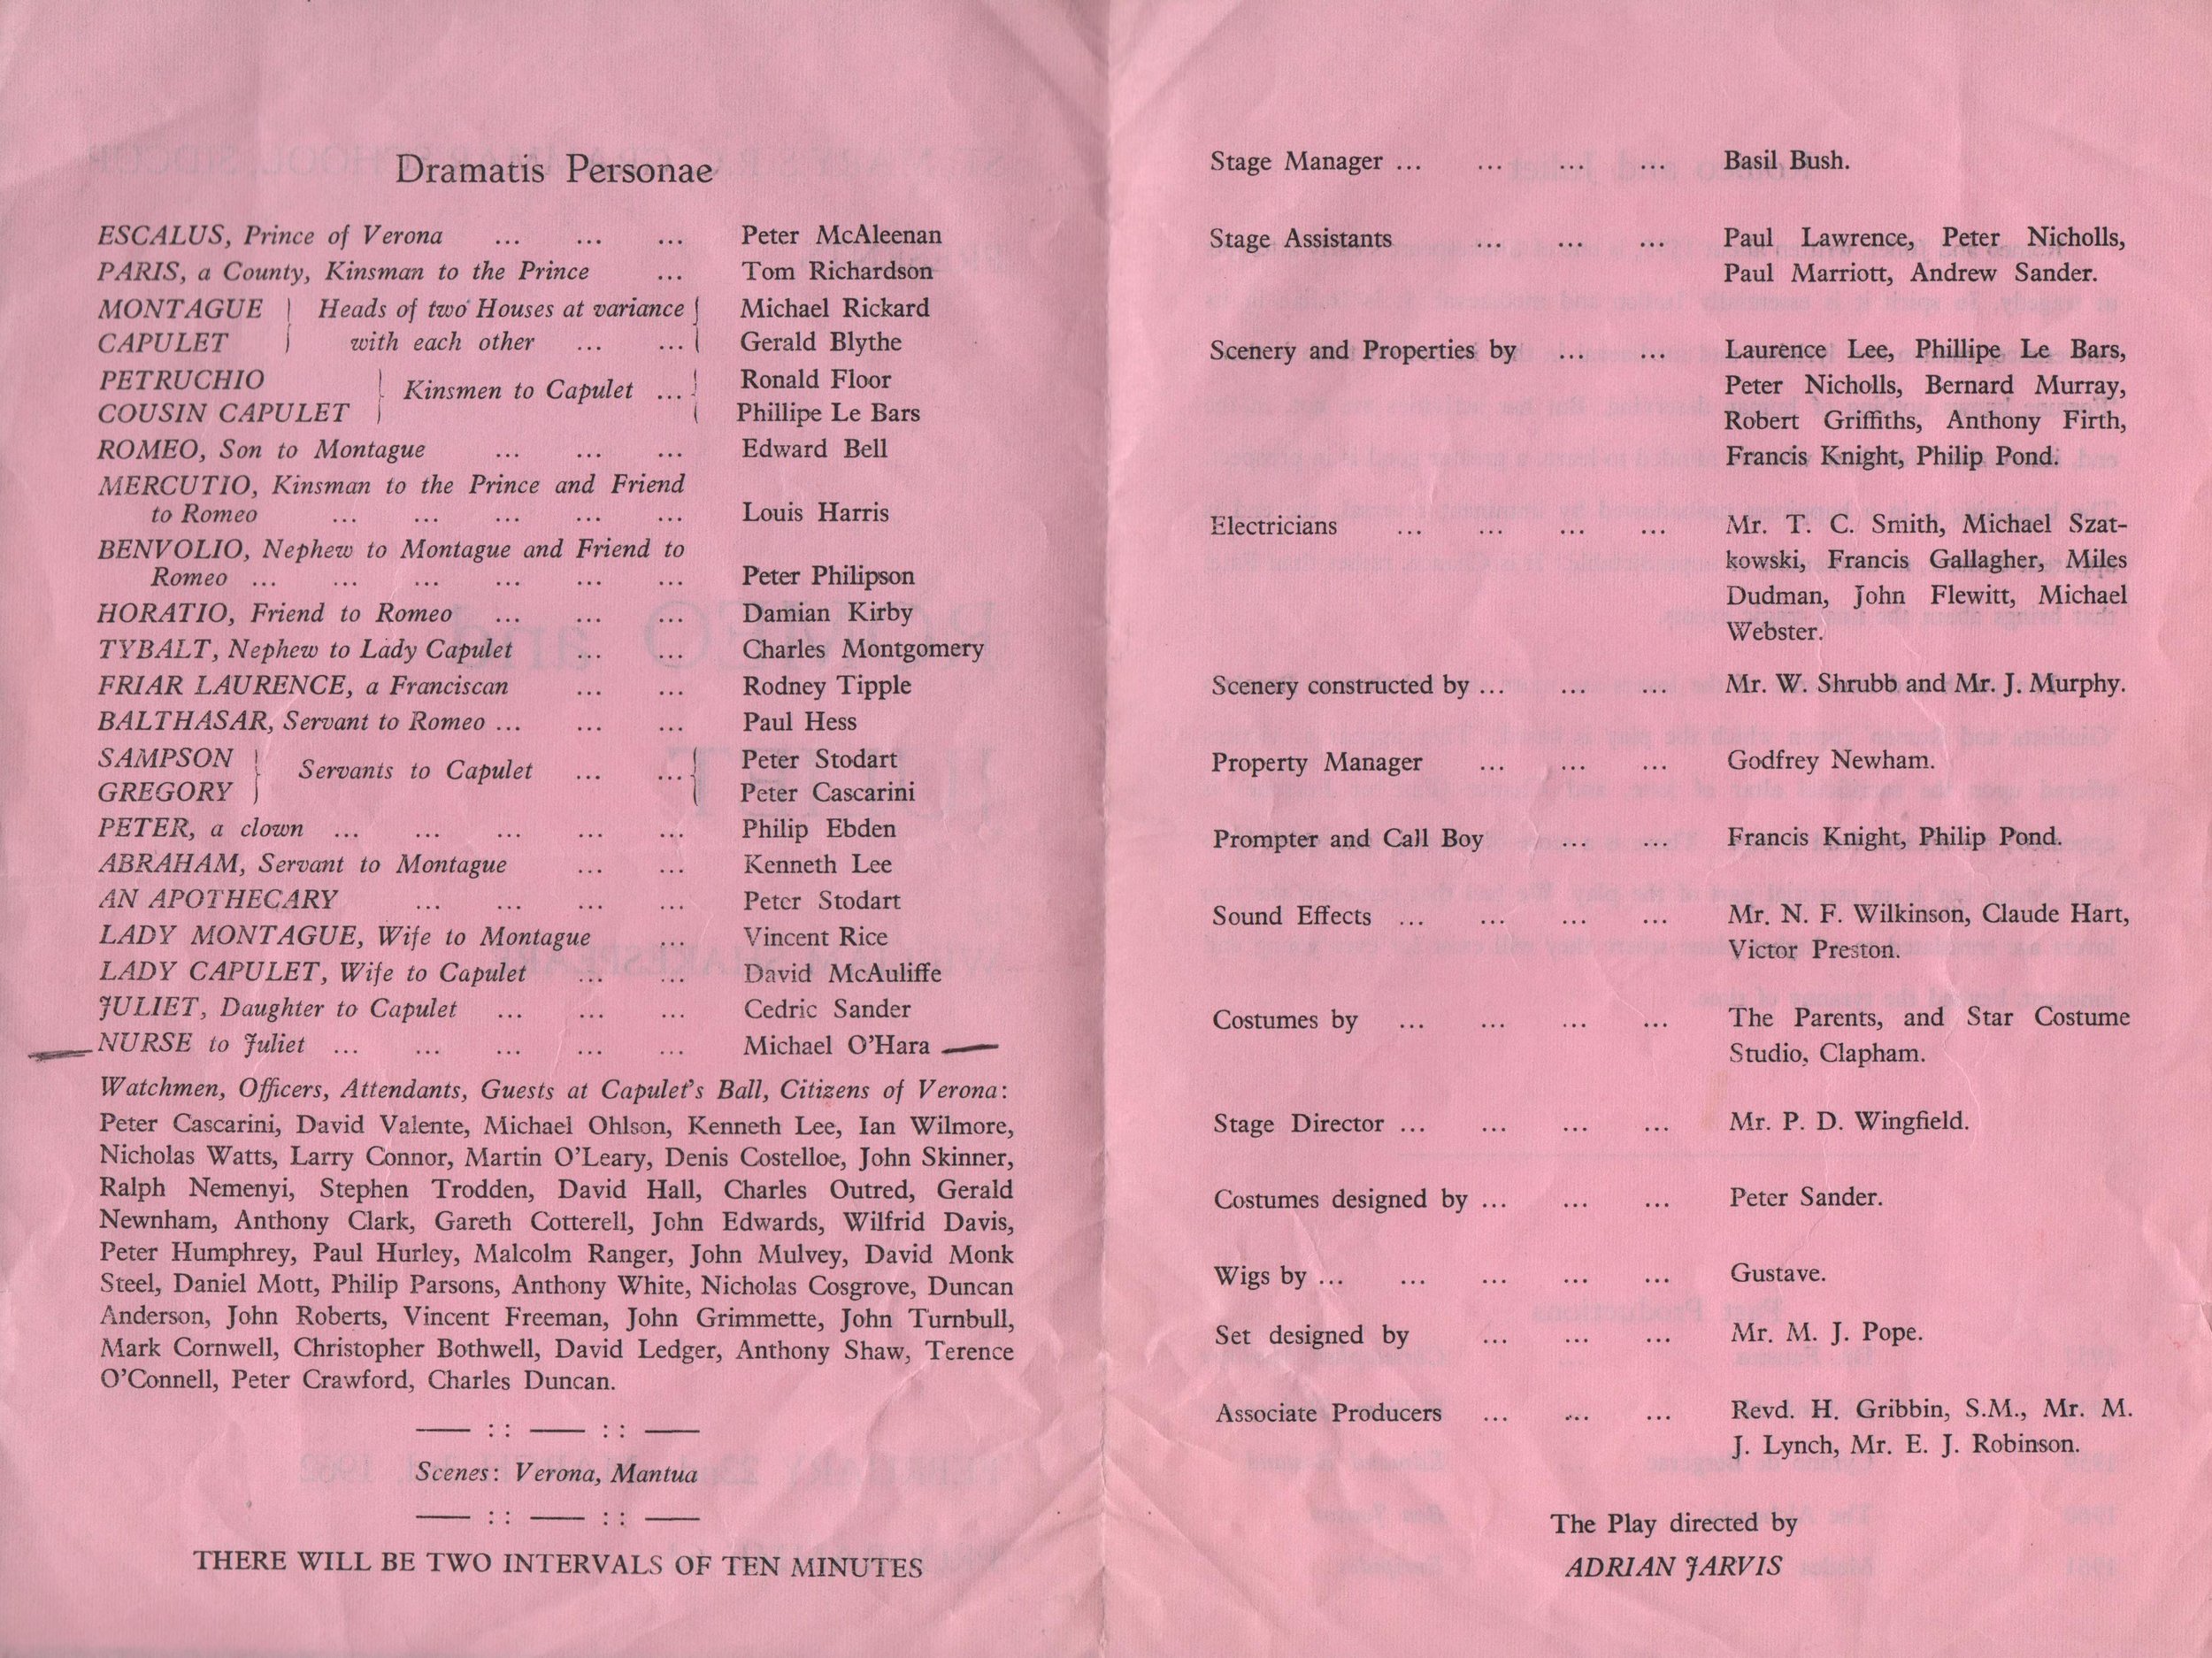 Dramatis Personae
ESCALUS, Prince of Verona ... ... ... Peter McAleenan
PARIS, a County, Kinsman to the Prince ... Tom Richardson
MONTAGUE } Heads of two Houses at variance { Michael Rickard
CAPULET } with each other ... ... { Gerald Blythe
PETRUCHIO } Kinsmen to Capulet ... { Ronald Floor
COUSIN CAPULET } { Phillipe Le Bars
ROMEO, Son to Montague ... ... ... Edward Bell
MERCUTIO, Kinsman to the Prince and Friend
to Romeo ... ... ... ... ... Louis Harris
BENVOLIO, Nephew to Montague and Friend to
Romeo ... ... ... ... ... ... Peter Philipson
HORATIO, Friend to Romeo ... ... ... Damian Kirby
TYBALT, Nephew to Lady Capulet ... ... Charles Montgomery
FRIAR LAURENCE, a Franciscan ... ... Rodney Tipple
BALTHASAR, Servant to Romeo ... ... ... Paul Hess
SAMPSON } Servants to Capulet ... ... { Peter Stodart
GREGORY } { Peter Cascarini
PETER, a clown ... ... ... ... ... Philip Ebden
ABRAHAM, Servant to Montague ... ... Kenneth Lee
AN APOTHECARY ... ... ... ... Peter Stodart
LADY MONTAGUE, Wife to Montague ... Vincent Rice
LADY CAPULET, Wife to Capulet ... ... David McAuliffe
JULIET, Daughter to Capulet ... ... ... Cedric Sander
NURSE to Juliet ... ... ... ... ... Michael O'Hara
Watchmen, Officers, Attendants, Guests at Capulet's Ball, Citizens of Verona:
Peter Cascarini, David Valente, Michael Ohlson, Kenneth Lee, Ian Wilmore,
Nicholas Watts, Larry Connor, Martin O'Leary, Denis Costelloe, John Skinner,
Ralph Nemenyi, Stephen Trodden, David Hall, Charles Outred, Gerald
Newnham, Anthony Clark, Gareth Cotterell, John Edwards, Wilfrid Davis,
Peter Humphrey, Paul Hurley, Malcolm Ranger, John Mulvey, David Monk
Steel, Daniel Mott, Philip Parsons, Anthony White, Nicholas Cosgrove, Duncan
Anderson, John Roberts, Vincent Freeman, John Grimmette, John Turnbull,
Mark Cornwell, Christopher Bothwell, David Ledger, Anthony Shaw, Terence
O'Connell, Peter Crawford, Charles Duncan.
Scenes: Verona, Mantua
THERE WILL BE TWO INTERVALS OF TEN MINUTES
Stage Manager ... ... ... ... Basil Bush.
Stage Assistants ... ... ... Paul Lawrence, Peter Nicholls,
Paul Marriott, Andrew Sander.
Scenery and Properties by ... ... Laurence Lee, Phillipe Le Bars,
Peter Nicholls, Bernard Murray,
Robert Griffiths, Anthony Firth,
Francis Knight, Philip Pond.
Electricians ... ... ... ... Mr. T. C. Smith, Michael Szat-
kowski, Francis Gallagher, Miles
Dudman, John Flewitt, Michael
Webster.
Scenery constructed by ... ... ... Mr. W. Shrubb and Mr. J. Murphy.
Property Manager ... ... ... Godfrey Newham.
Prompter and Call Boy ... ... Francis Knight, Philip Pond.
Sound Effects ... ... ... ... Mr. N. F. Wilkinson, Claude Hart,
Victor Preston.
Costumes by ... ... ... ... The Parents, and Star Costume
Studio, Clapham.
Stage Director ... ... ... ... Mr. P. D. Wingfield.
Costumes designed by ... ... ... Peter Sander.
Wigs by ... ... ... ... ... Gustave.
Set designed by ... ... ... Mr. M. J. Pope.
Associate Producers ... ... ... Revd. H. Gribbin, S.M., Mr. M.
J. Lynch, Mr. E. J. Robinson.
The Play directed by
ADRIAN JARVIS